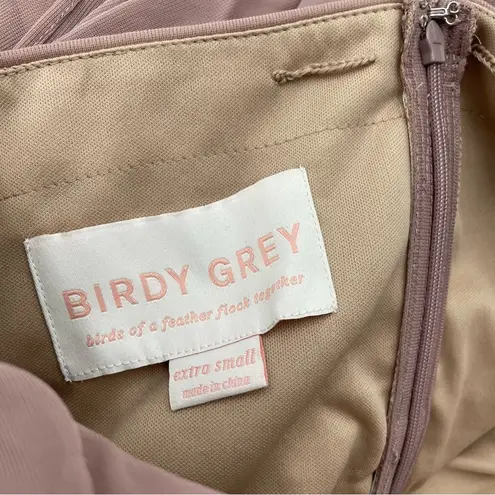 BIRDY GREY
birds of a feather flock together
extra small
made in china